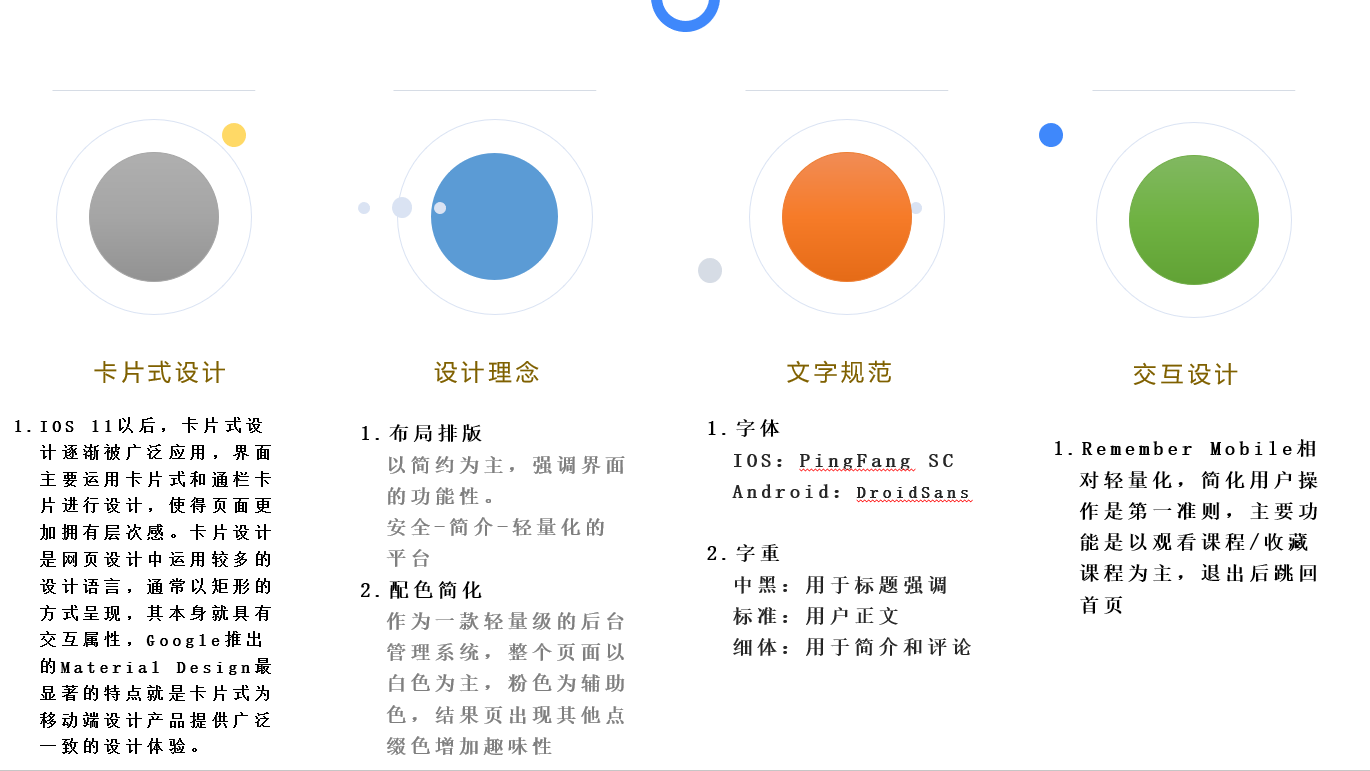 卡片式设计
1.IOS 11以后，卡片式设
计逐渐被广泛应用，界面
主要运用卡片式和通栏卡
片进行设计，使得页面更
加拥有层次感。卡片设计
是网页设计中运用较多的
设计语言，通常以矩形的
方式呈现，其本身就具有
交互属性，Google推出
的Material Design最
显著的特点就是卡片式为
移动端设计产品提供广泛
一致的设计体验。
设计理念
1.布局排版
以简约为主，强调界面
的功能性。
安全-简介-轻量化的
平台
2.配色简化
作为一款轻量级的后台
管理系统，整个页面以
白色为主，粉色为辅助
色，结果页出现其他点
缀色增加趣味性
文字规范
1.字体
IOS：PingFang SC
Android：DroidSans
2.字重
中黑：用于标题强调
标准：用户正文
细体：用于简介和评论
交互设计
1.Remember Mobile相
对轻量化，简化用户操
作是第一准则，主要功
能是以观看课程/收藏
课程为主，退出后跳回
首页